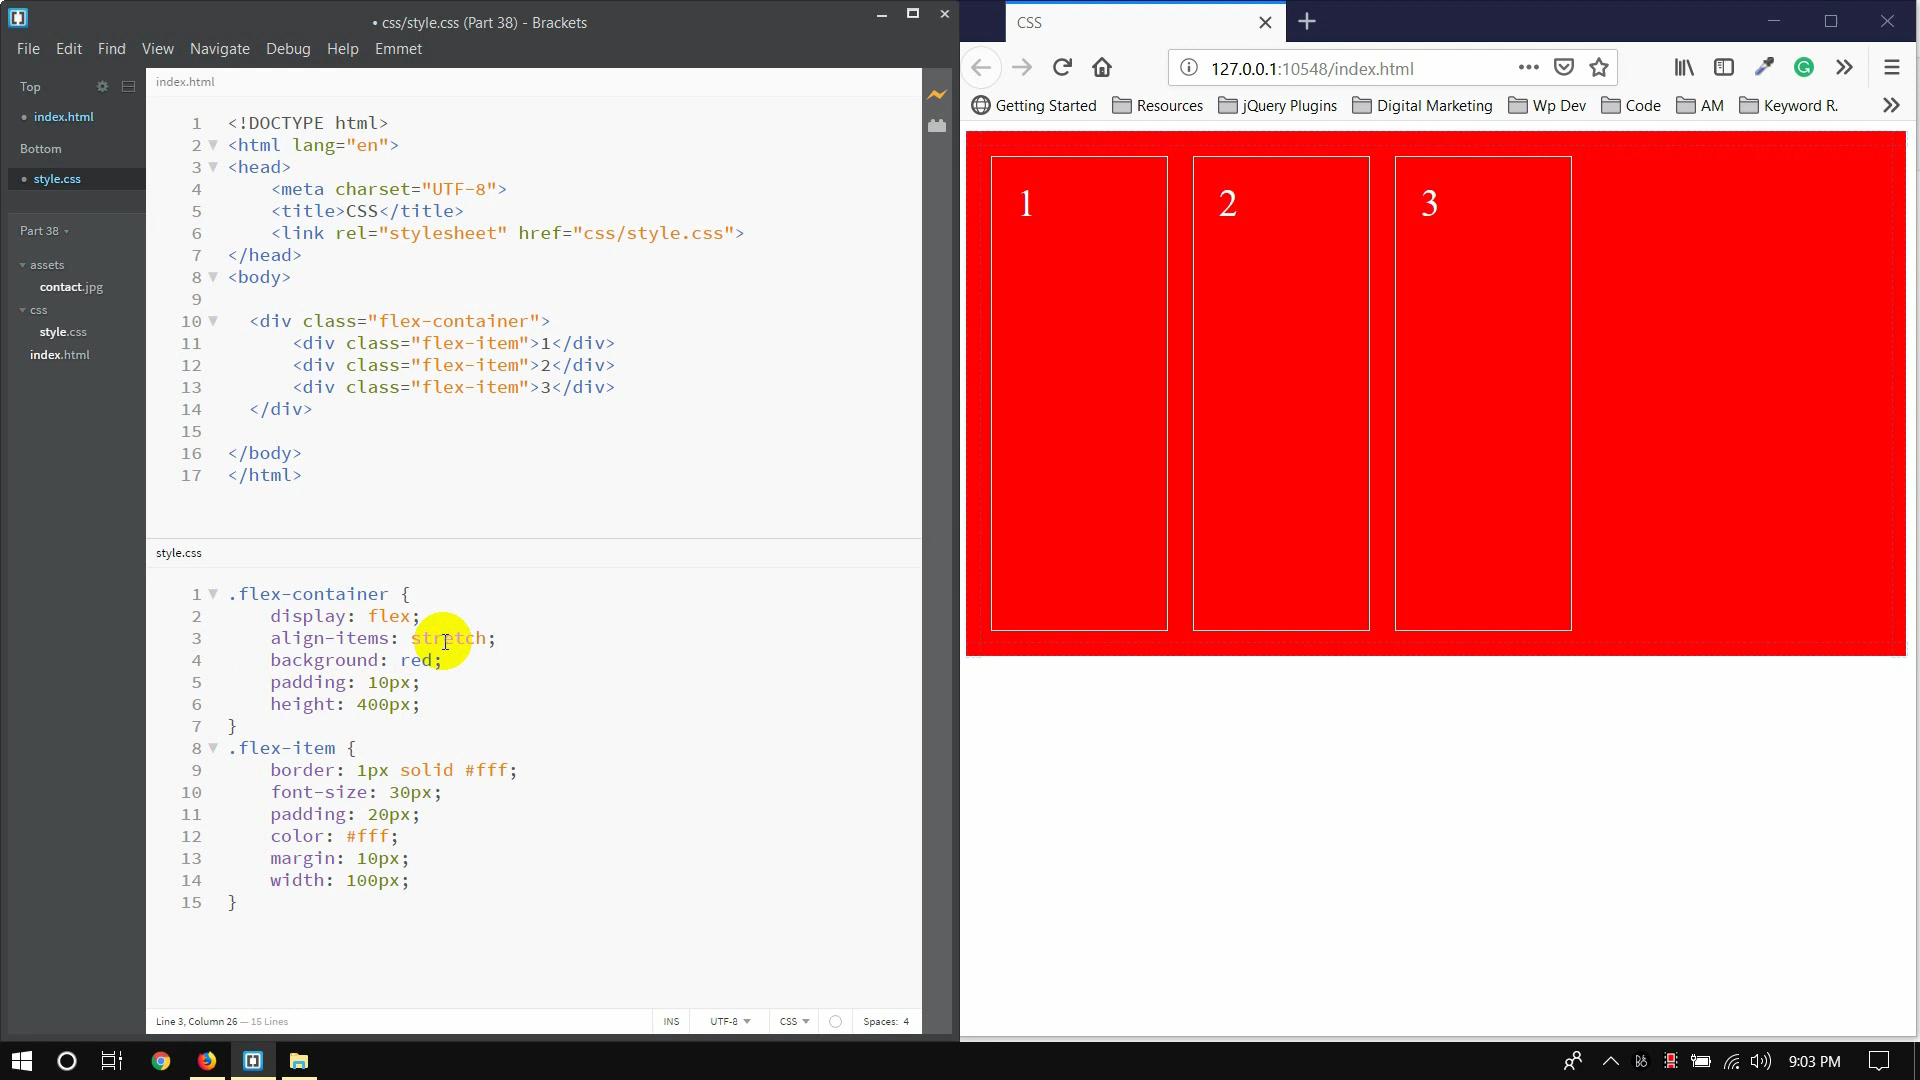 • css/style.css (Part 38) - Brackets
File Edit Find View Navigate Debug Help Emmet
Top
• index.html
Bottom
• style.css
Part 38
assets
contact.jpg
css
style.css
index.html
index.html
1 <!DOCTYPE html>
2 <html lang="en">
3 <head>
4 <meta charset="UTF-8">
5 <title>CSS</title>
6 <link rel="stylesheet" href="css/style.css">
7 </head>
8 <body>
9
10 <div class="flex-container">
11 <div class="flex-item">1</div>
12 <div class="flex-item">2</div>
13 <div class="flex-item">3</div>
14 </div>
15
16 </body>
17 </html>
style.css
1 .flex-container {
2 display: flex;
3 align-items: stretch;
4 background: red;
5 padding: 10px;
6 height: 400px;
7 }
8 .flex-item {
9 border: 1px solid #fff;
10 font-size: 30px;
11 padding: 20px;
12 color: #fff;
13 margin: 10px;
14 width: 100px;
15 }
Line 3, Column 26 — 15 Lines
INS UTF-8 CSS Spaces: 4
CSS
127.0.0.1:10548/index.html
Getting Started Resources jQuery Plugins Digital Marketing Wp Dev Code AM Keyword R.
1 2 3
9:03 PM